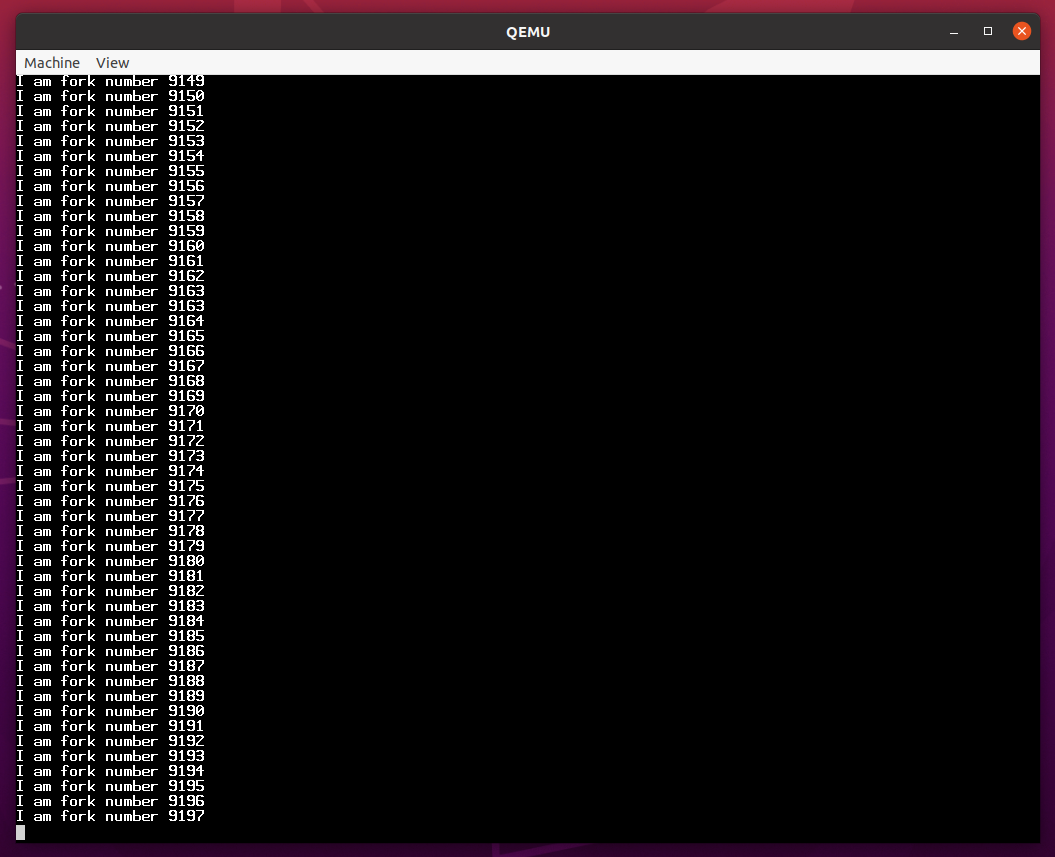 QEMU
Machine View
I am fork number 9149
I am fork number 9150
I am fork number 9151
I am fork number 9152
I am fork number 9153
I am fork number 9154
I am fork number 9155
I am fork number 9156
I am fork number 9157
I am fork number 9158
I am fork number 9159
I am fork number 9160
I am fork number 9161
I am fork number 9162
I am fork number 9163
I am fork number 9163
I am fork number 9164
I am fork number 9165
I am fork number 9166
I am fork number 9167
I am fork number 9168
I am fork number 9169
I am fork number 9170
I am fork number 9171
I am fork number 9172
I am fork number 9173
I am fork number 9174
I am fork number 9175
I am fork number 9176
I am fork number 9177
I am fork number 9178
I am fork number 9179
I am fork number 9180
I am fork number 9181
I am fork number 9182
I am fork number 9183
I am fork number 9184
I am fork number 9185
I am fork number 9186
I am fork number 9187
I am fork number 9188
I am fork number 9189
I am fork number 9190
I am fork number 9191
I am fork number 9192
I am fork number 9193
I am fork number 9194
I am fork number 9195
I am fork number 9196
I am fork number 9197